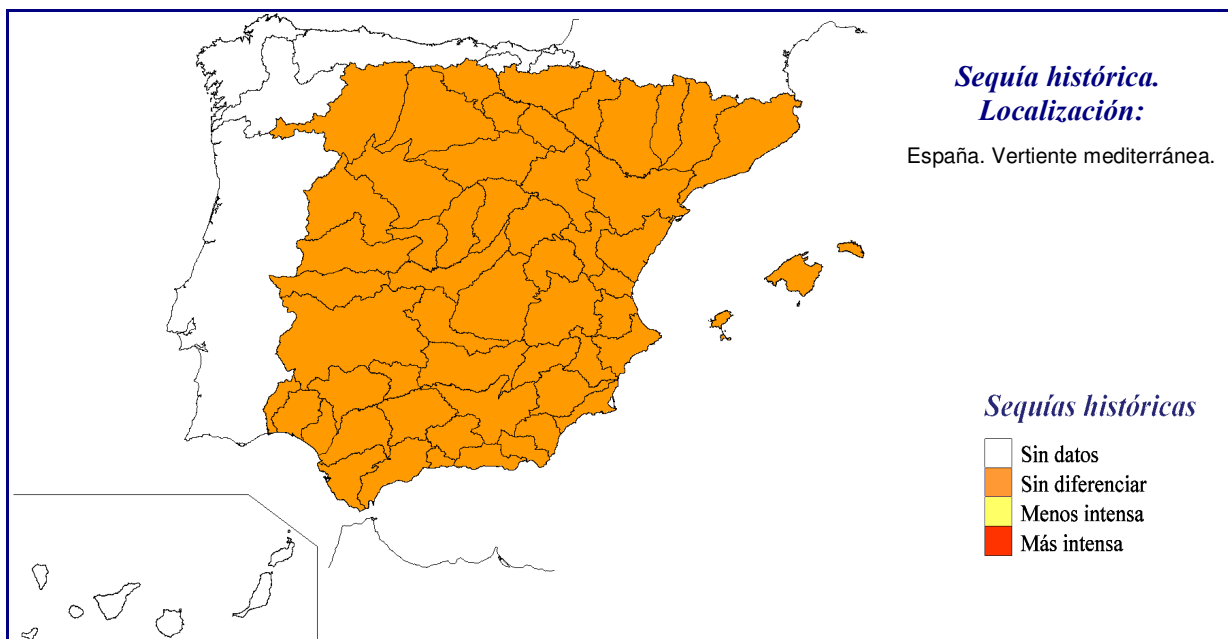 Sequía histórica.
Localización:
España. Vertiente mediterránea.
Sequías históricas
Sin datos
Sin diferenciar
Menos intensa
Más intensa